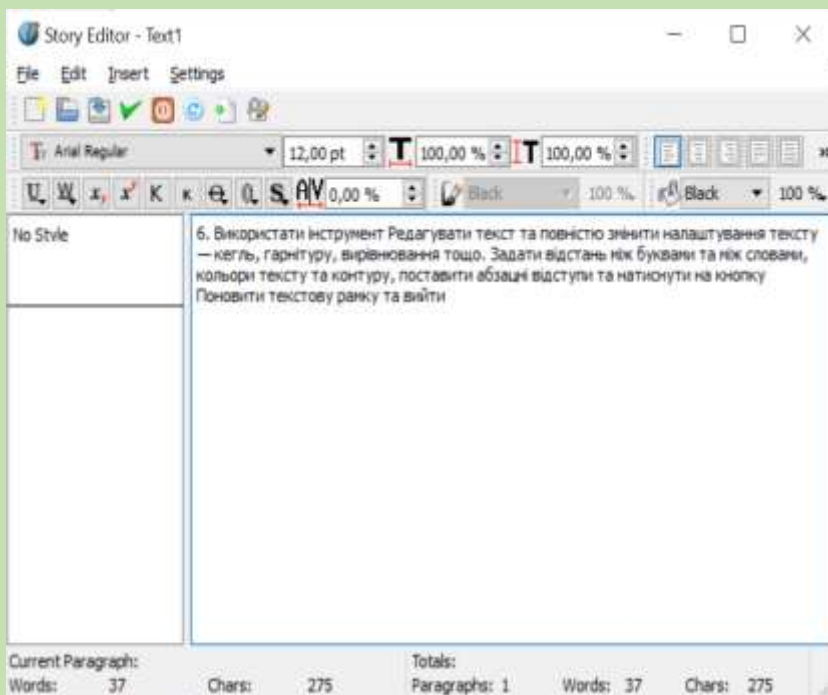 Story Editor - Text1
File Edit Insert Settings
Arial Regular 12,00 pt 100,00 % 100,00 %
0,00 % Black 100 % Black 100 %
No Style
6. Використати інструмент Редагувати текст та повністю змінити налаштування тексту
— кегль, гарнітуру, вирівнювання тощо. Задати відстань між буквами та між словами,
кольори тексту та контуру, поставити абзацні відступи та натиснути на кнопку
Поновити текстову рамку та вийти
Current Paragraph: Totals:
Words: 37 Chars: 275 Paragraphs: 1 Words: 37 Chars: 275